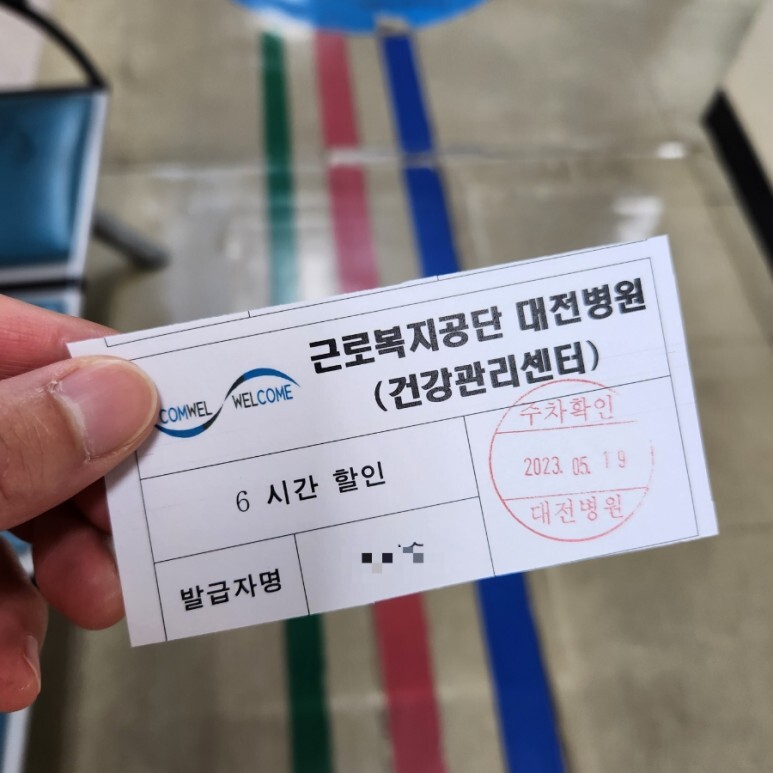 근로복지공단 대전병원
(건강관리센터)
COMWEL WELCOME
6 시간 할인
수차확인
2023. 05. 19
대전병원
발급자명